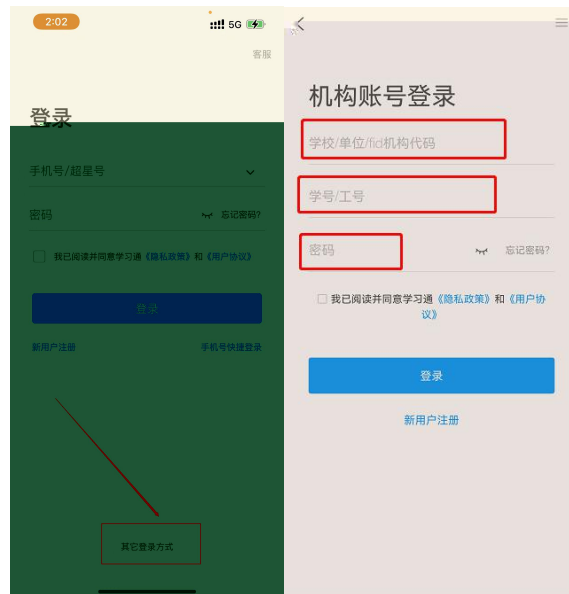 2:02
5G
客服
登录
手机号/超星号
密码
忘记密码?
我已阅读并同意学习通《隐私政策》和《用户协议》
登录
新用户注册
手机号快捷登录
其它登录方式
机构账号登录
学校/单位/fid机构代码
学号/工号
密码
忘记密码?
我已阅读并同意学习通《隐私政策》和《用户协
议》
登录
新用户注册